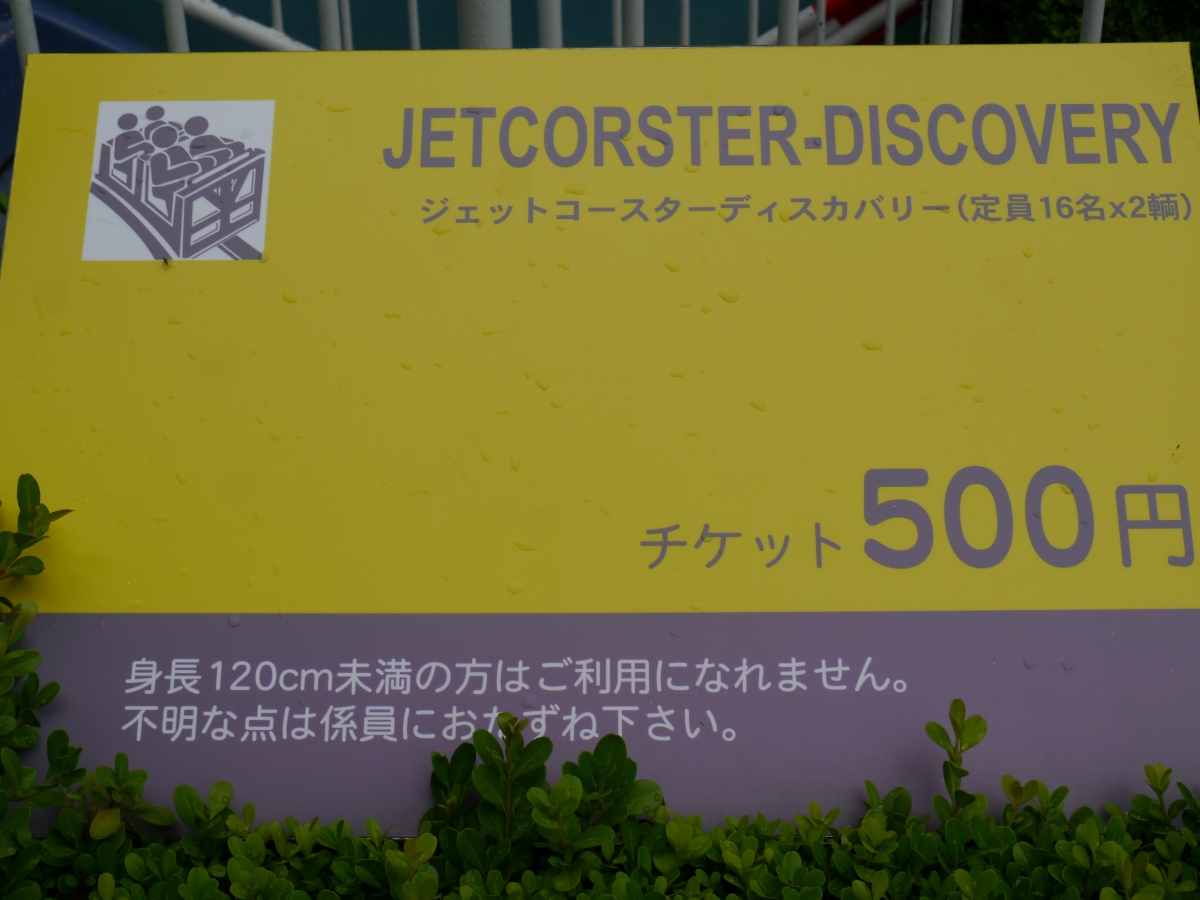 JETCORSTER-DISCOVERY
ジェットコースターディスカバリー(定員16名x2輌)
チケット500円
身長120cm未満の方はご利用になれません。
不明な点は係員におたずね下さい。